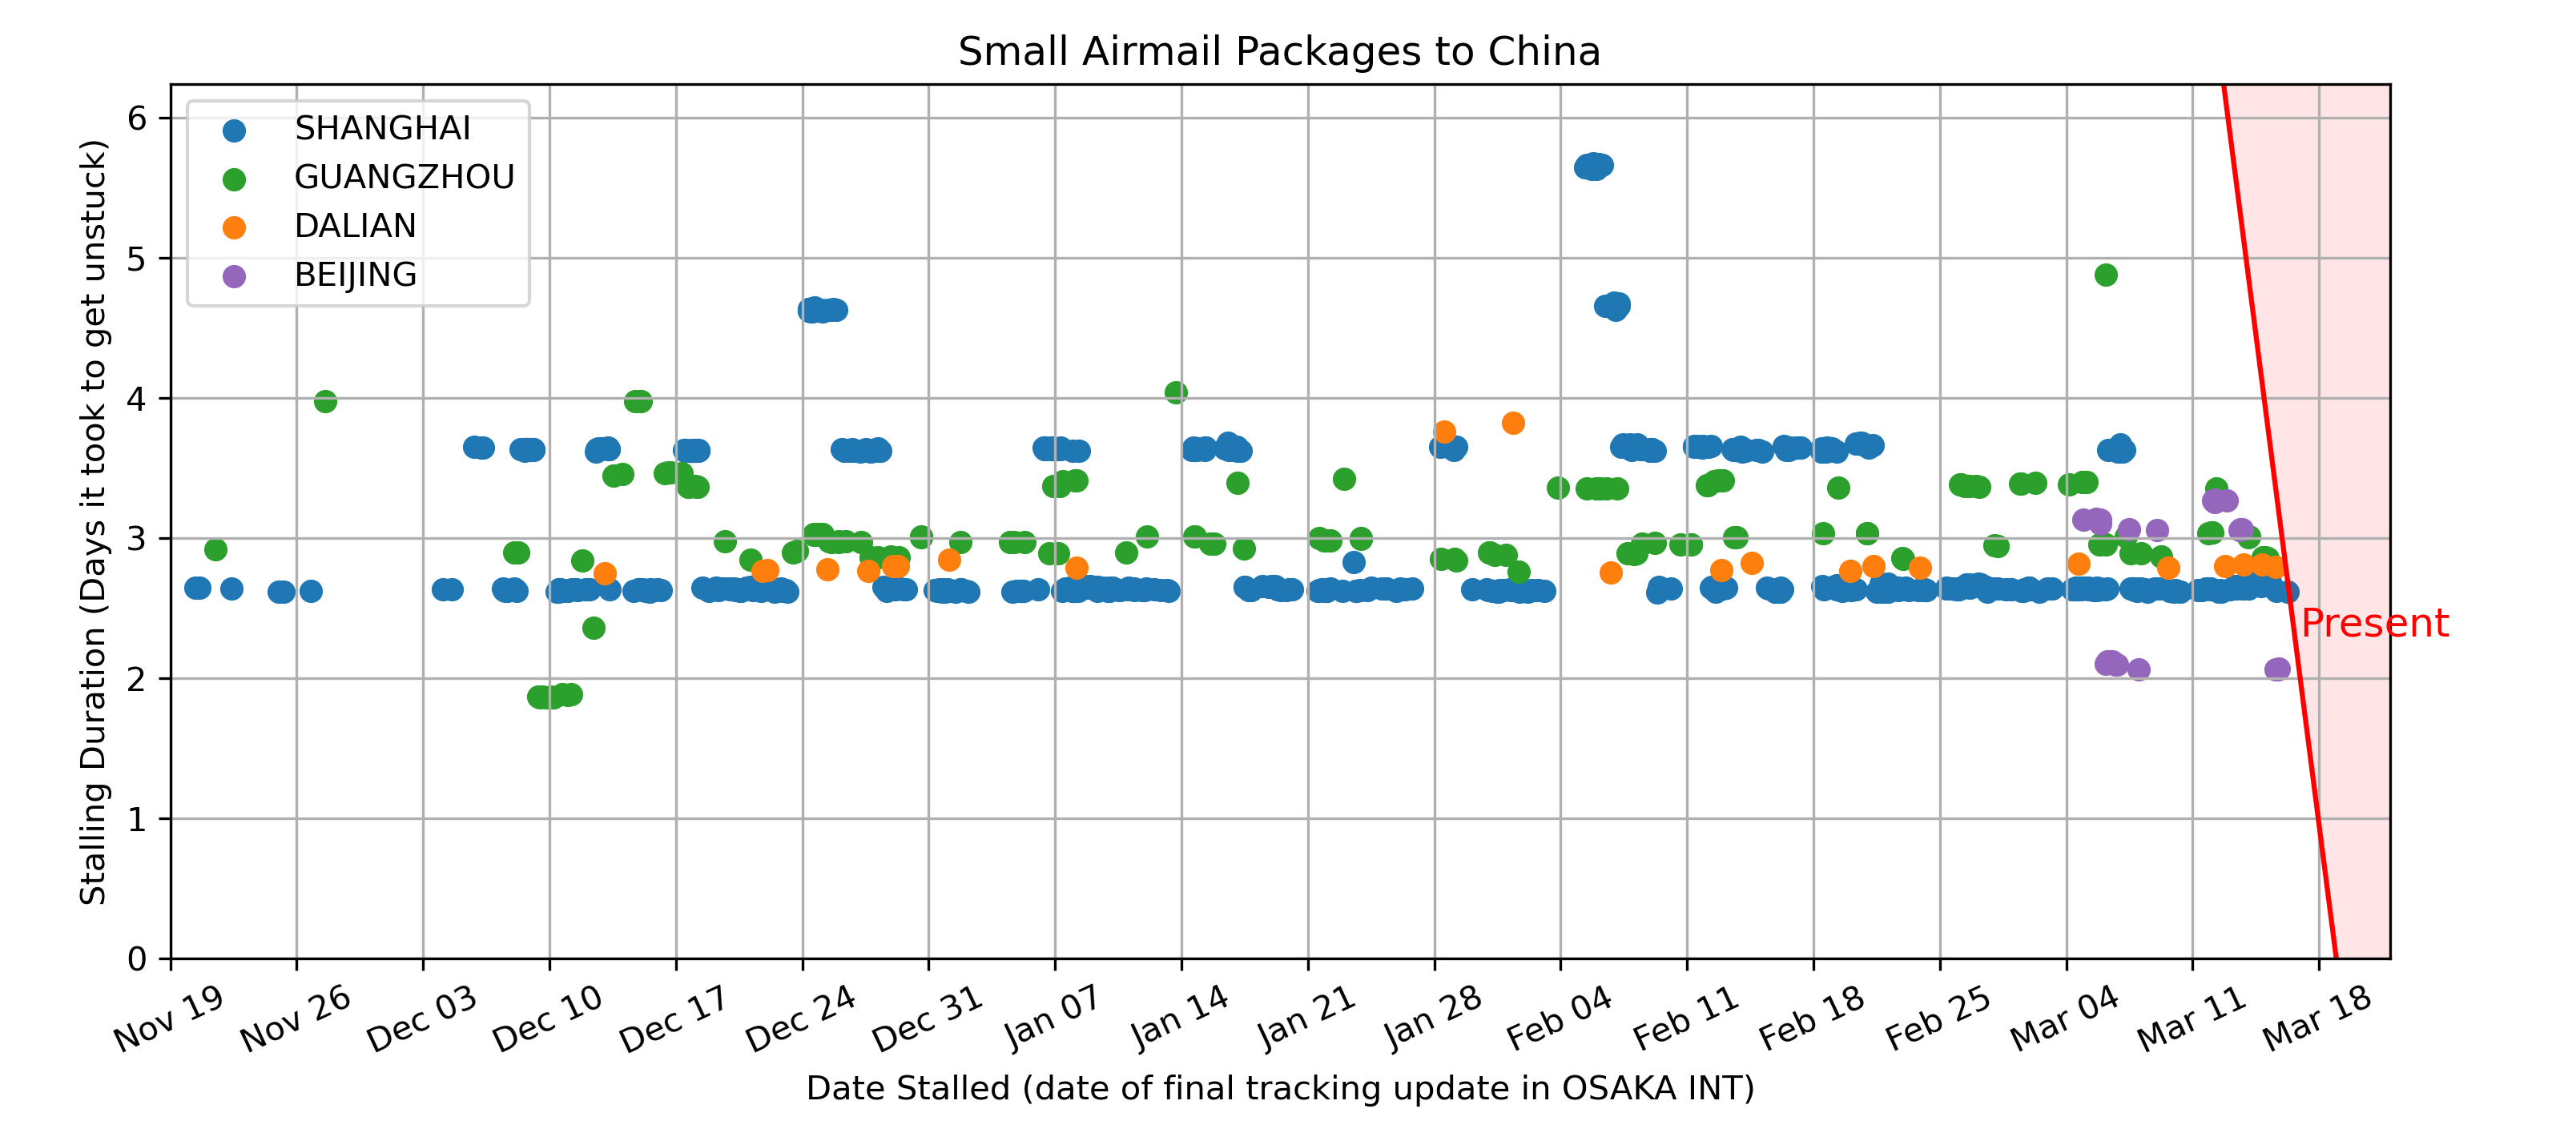 Small Airmail Packages to China
SHANGHAI
GUANGZHOU
DALIAN
BEIJING
Stalling Duration (Days it took to get unstuck)
6
5
4
3
2
1
0
Present
Nov 19 Nov 26 Dec 03 Dec 10 Dec 17 Dec 24 Dec 31 Jan 07 Jan 14 Jan 21 Jan 28 Feb 04 Feb 11 Feb 18 Feb 25 Mar 04 Mar 11 Mar 18
Date Stalled (date of final tracking update in OSAKA INT)